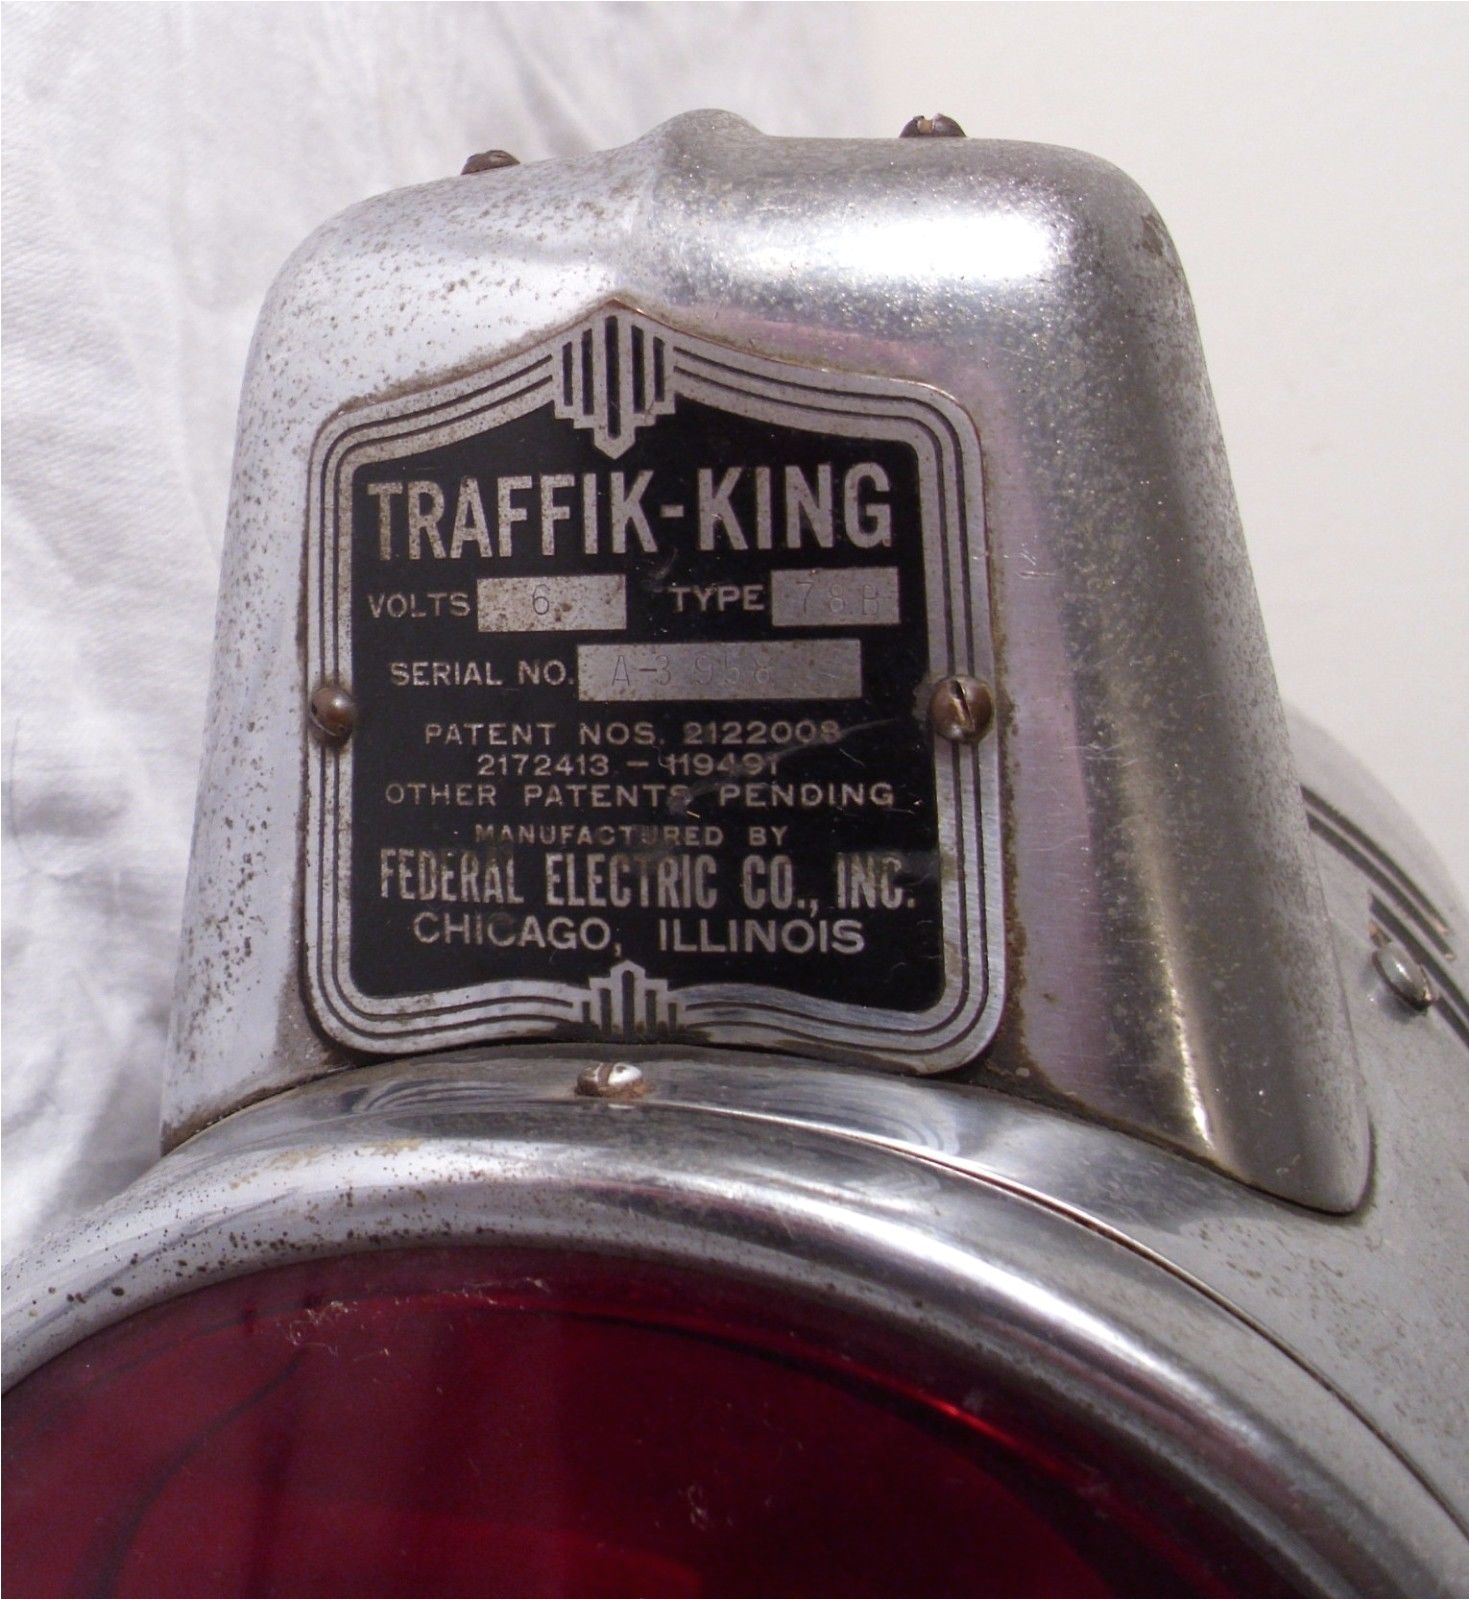 TRAFFIK-KING
VOLTS 6 TYPE 78B
SERIAL NO. A-3958
PATENT NOS. 2122008
2172413 - 119491
OTHER PATENTS PENDING
MANUFACTURED BY
FEDERAL ELECTRIC CO., INC.
CHICAGO, ILLINOIS